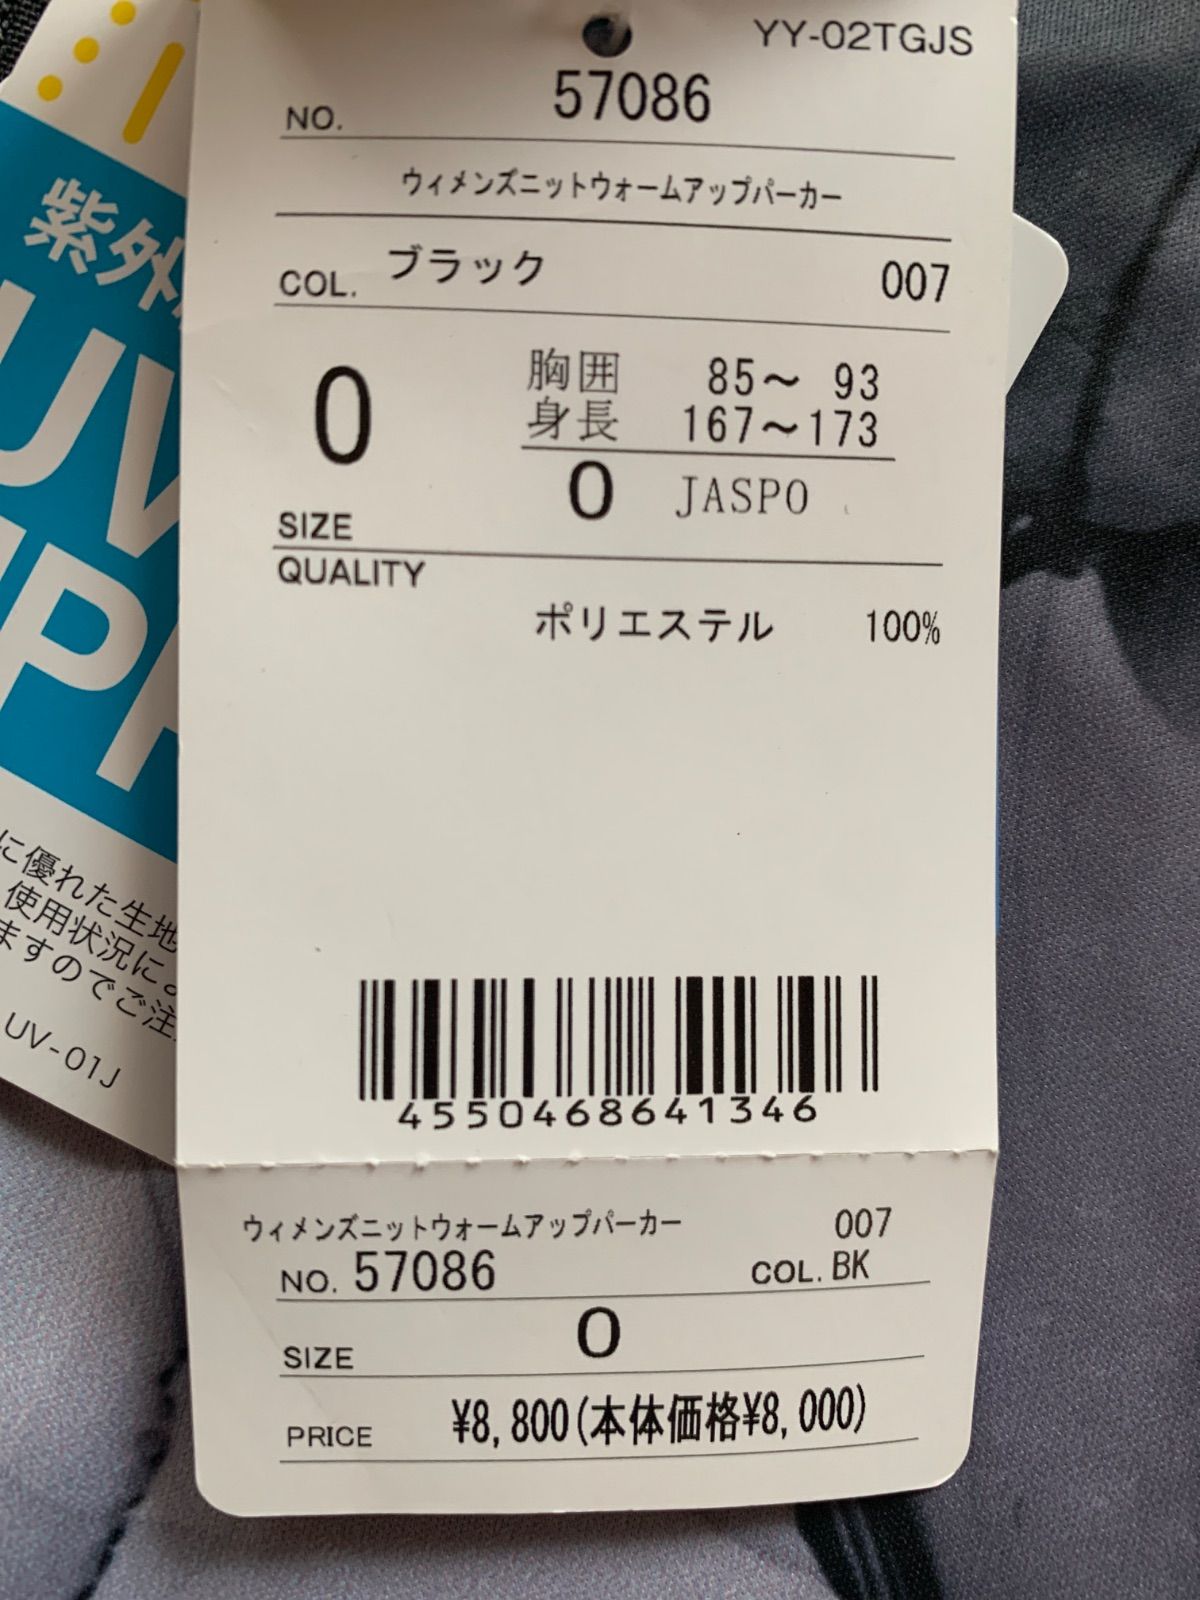 YY-02TGJS
NO. 57086
ウィメンズニットウォームアップパーカー
COL. ブラック 007
0 胸囲 85〜 93
身長 167〜173
SIZE O JASPO
QUALITY
ポリエステル 100%
4550468641346
ウィメンズニットウォームアップパーカー 007
NO. 57086 COL. BK
SIZE O
PRICE ¥8,800(本体価格¥8,000)
紫外
UV
に優れた生地
使用状況によ
ますのでご注
UV-01J